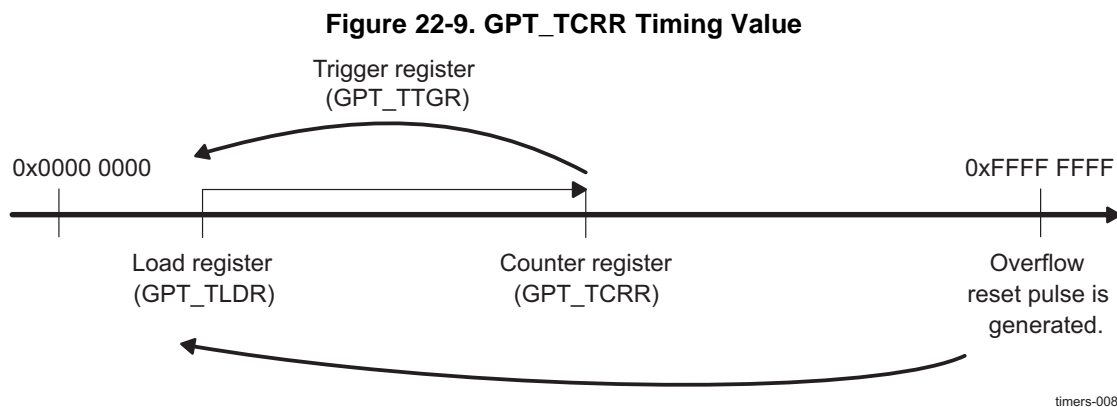 Figure 22-9. GPT_TCRR Timing Value
Trigger register
(GPT_TTGR)
0x0000 0000
0xFFFF FFFF
Load register
(GPT_TLDR)
Counter register
(GPT_TCRR)
Overflow
reset pulse is
generated.
timers-008